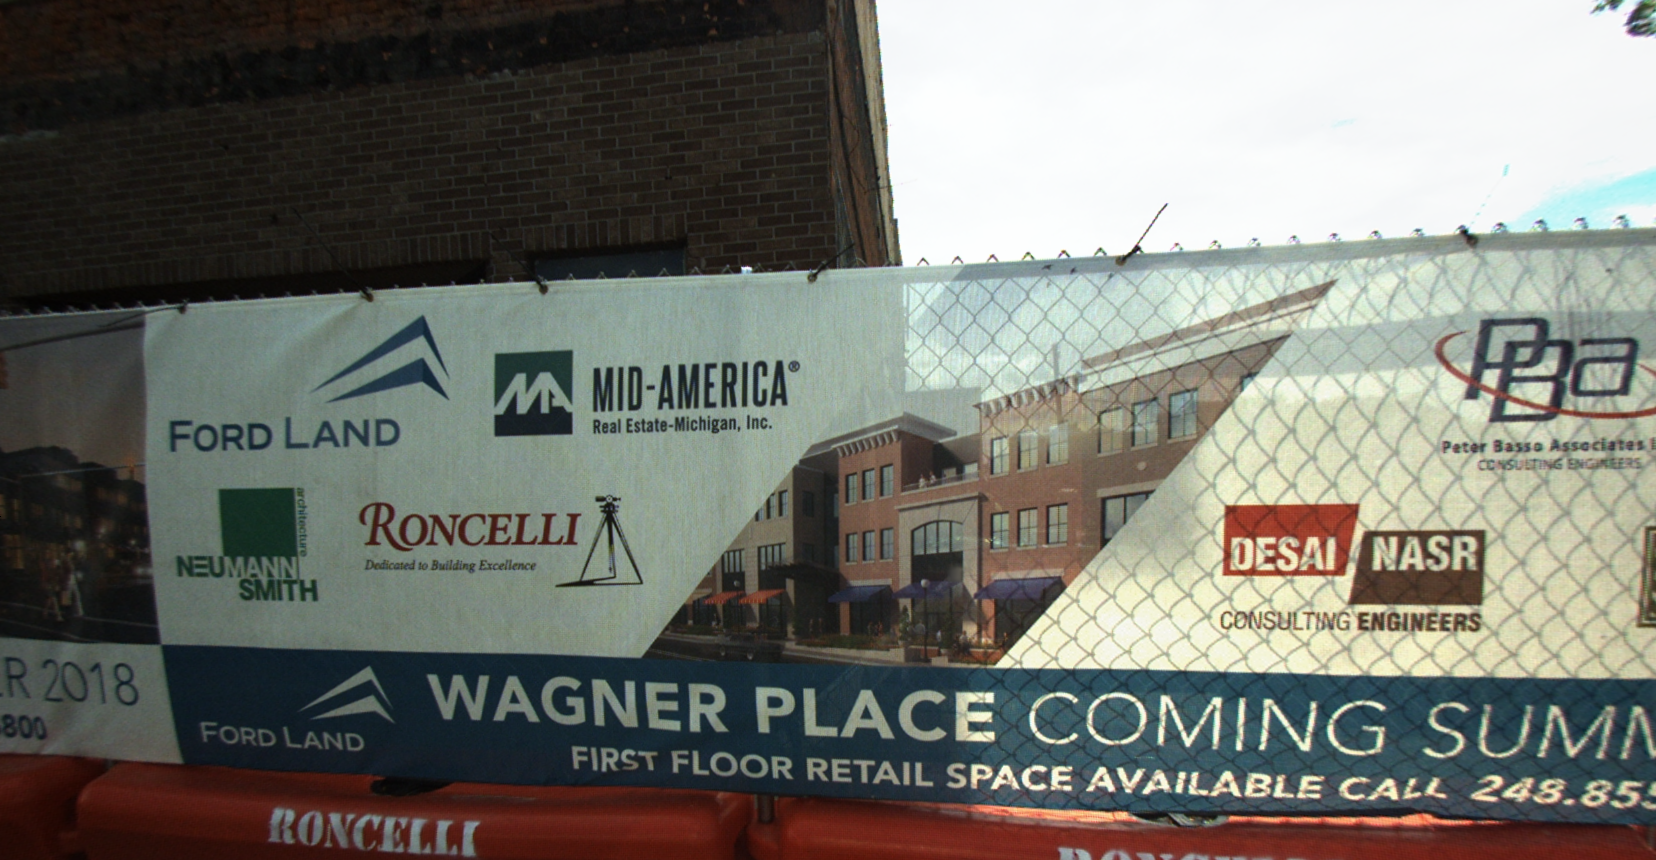 FORD LAND
MA MID-AMERICA®
Real Estate-Michigan, Inc.
architecture
NEUMANN
SMITH
RONCELLI
Dedicated to Building Excellence
PBa
Peter Basso Associates
CONSULTING ENGINEERS
DESAI NASR
CONSULTING ENGINEERS
R 2018
800
FORD LAND
WAGNER PLACE COMING SUMM
FIRST FLOOR RETAIL SPACE AVAILABLE CALL 248.855
RONCELLI